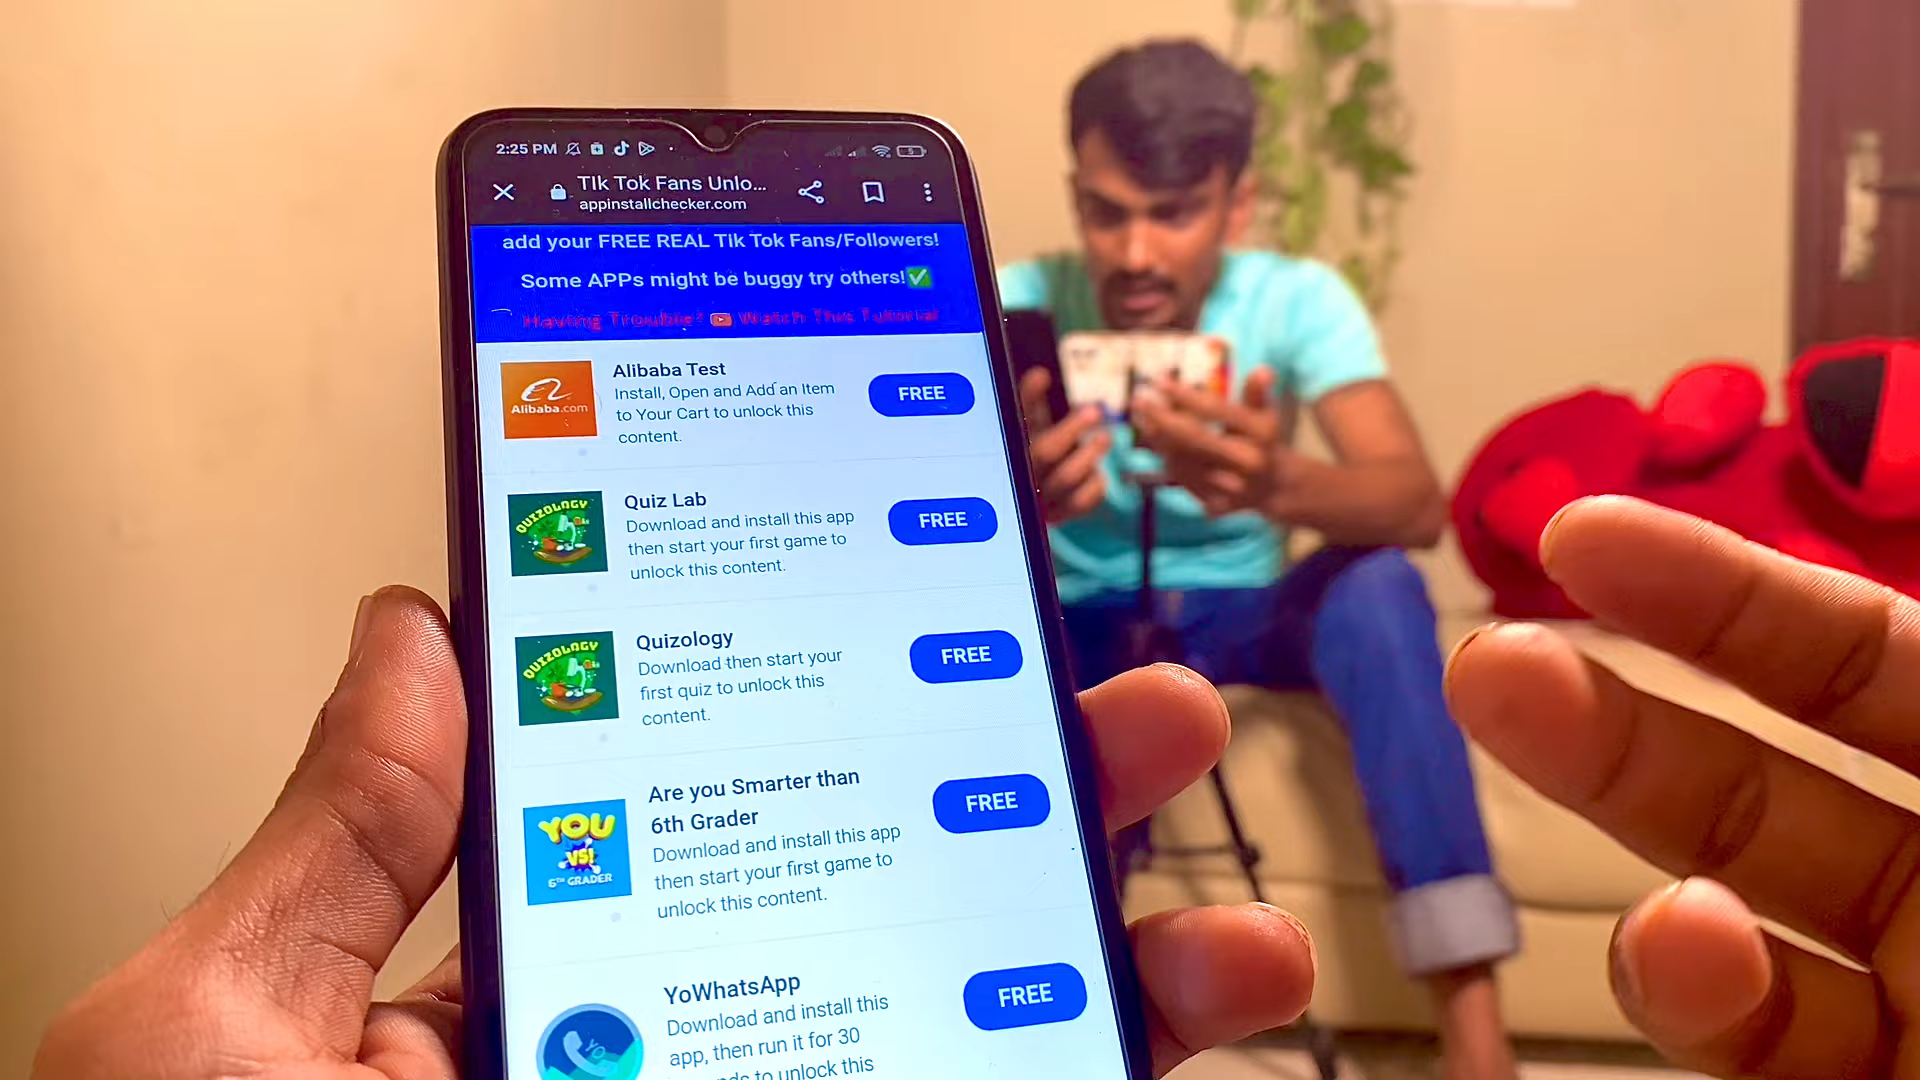 2:25 PM
TIk Tok Fans Unlo...
appinstallchecker.com
add your FREE REAL TIk Tok Fans/Followers!
Some APPs might be buggy try others!✅
Having Trouble? Watch This Tutorial
Alibaba.com
Alibaba Test
Install, Open and Add an Item
to Your Cart to unlock this
content.
FREE
QUIZOLOGY
Quiz Lab
Download and install this app
then start your first game to
unlock this content.
FREE
QUIZOLOGY
Quizology
Download then start your
first quiz to unlock this
content.
FREE
YOU
VS!
6TH GRADER
Are you Smarter than
6th Grader
Download and install this app
then start your first game to
unlock this content.
FREE
YO
YoWhatsApp
Download and install this
app, then run it for 30
to unlock this
FREE